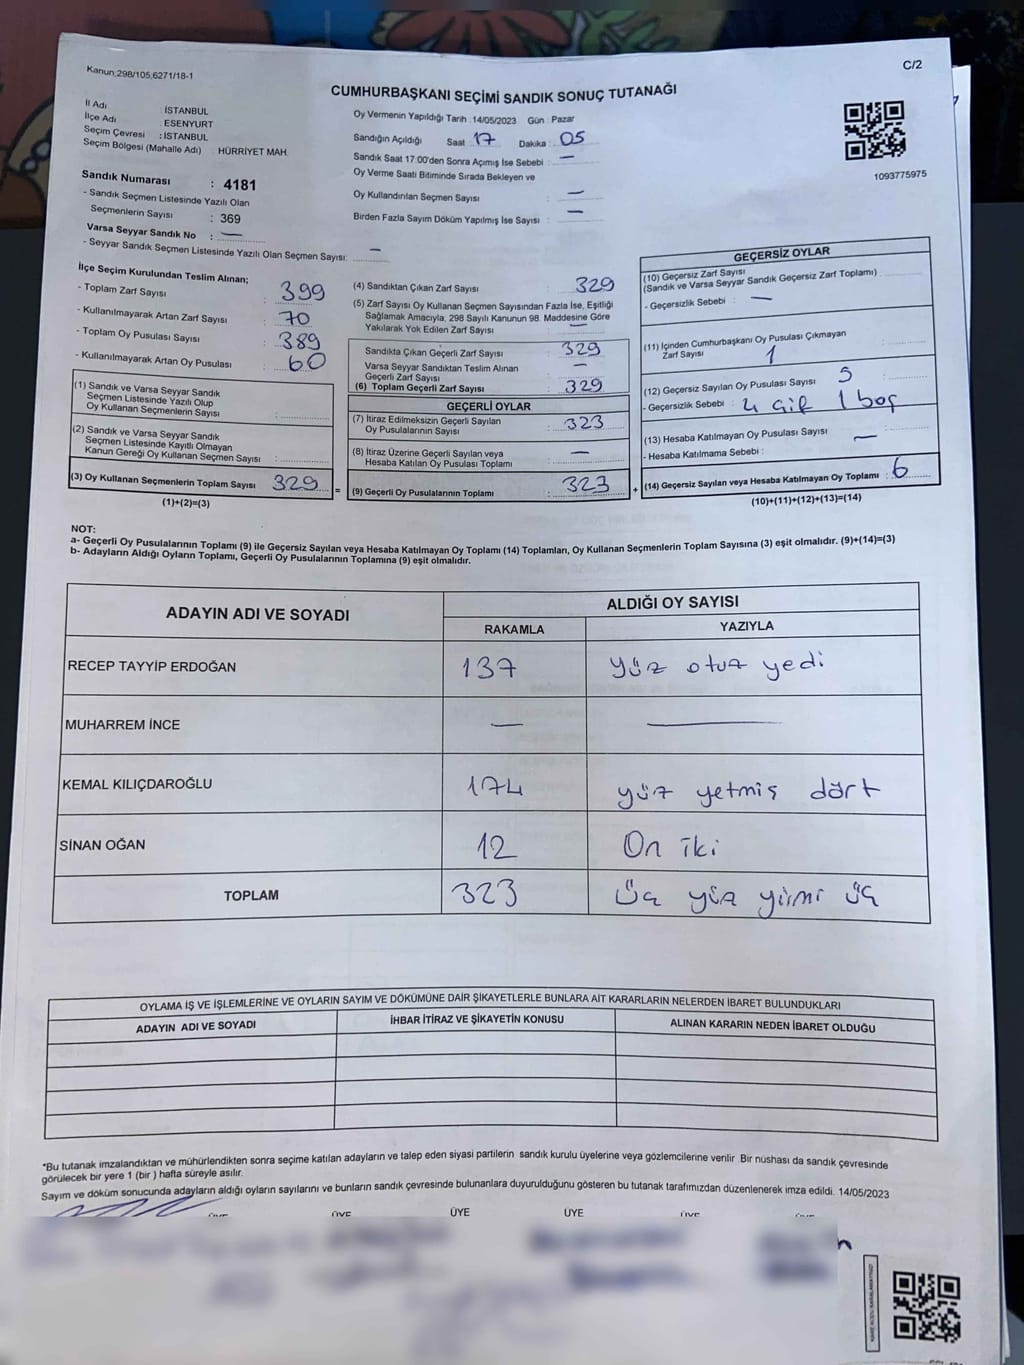 Kanun;298/105,6271/18-1
C/2
CUMHURBAŞKANI SEÇİMİ SANDIK SONUÇ TUTANAĞI
İl Adı : İSTANBUL
İlçe Adı : ESENYURT
Seçim Çevresi : İSTANBUL
Seçim Bölgesi (Mahalle Adı) : HÜRRİYET MAH.
Sandık Numarası : 4181
- Sandık Seçmen Listesinde Yazılı Olan
Seçmenlerin Sayısı : 369
Varsa Seyyar Sandık No : —
- Seyyar Sandık Seçmen Listesinde Yazılı Olan Seçmen Sayısı: —
Oy Vermenin Yapıldığı Tarih : 14/05/2023 Gün : Pazar
Sandığın Açıldığı Saat : 17 Dakika : 05
Sandık Saat 17:00'den Sonra Açımış İse Sebebi : —
Oy Verme Saati Bitiminde Sırada Bekleyen ve
Oy Kullandırılan Seçmen Sayısı : —
Birden Fazla Sayım Döküm Yapılmış İse Sayısı : —
1093775975
İlçe Seçim Kurulundan Teslim Alınan;
- Toplam Zarf Sayısı : 399
- Kullanılmayarak Artan Zarf Sayısı : 70
- Toplam Oy Pusulası Sayısı : 389
- Kullanılmayarak Artan Oy Pusulası : 60
(1) Sandık ve Varsa Seyyar Sandık
Seçmen Listesinde Yazılı Olup
Oy Kullanan Seçmenlerin Sayısı :
(2) Sandık ve Varsa Seyyar Sandık
Seçmen Listesinde Kayıtlı Olmayan
Kanun Gereği Oy Kullanan Seçmen Sayısı :
(3) Oy Kullanan Seçmenlerin Toplam Sayısı : 329 =
(1)+(2)=(3)
(4) Sandıktan Çıkan Zarf Sayısı : 329
(5) Zarf Sayısı Oy Kullanan Seçmen Sayısından Fazla İse, Eşitliği
Sağlamak Amacıyla, 298 Sayılı Kanunun 98. Maddesine Göre
Yakılarak Yok Edilen Zarf Sayısı : —
Sandıkta Çıkan Geçerli Zarf Sayısı : 329
Varsa Seyyar Sandıktan Teslim Alınan
Geçerli Zarf Sayısı : —
(6) Toplam Geçerli Zarf Sayısı : 329
GEÇERLİ OYLAR
(7) İtiraz Edilmeksizin Geçerli Sayılan
Oy Pusulalarının Sayısı : 323
(8) İtiraz Üzerine Geçerli Sayılan veya
Hesaba Katılan Oy Pusulası Toplamı : —
(9) Geçerli Oy Pusulalarının Toplamı : 323 +
GEÇERSİZ OYLAR
(10) Geçersiz Zarf Sayısı
(Sandık ve Varsa Seyyar Sandık Geçersiz Zarf Toplamı)
- Geçersizlik Sebebi : —
(11) İçinden Cumhurbaşkanı Oy Pusulası Çıkmayan
Zarf Sayısı : 1
(12) Geçersiz Sayılan Oy Pusulası Sayısı : 5
- Geçersizlik Sebebi : 4 çift 1 boş
(13) Hesaba Katılmayan Oy Pusulası Sayısı : —
- Hesaba Katılmama Sebebi :
(14) Geçersiz Sayılan veya Hesaba Katılmayan Oy Toplamı : 6
(10)+(11)+(12)+(13)=(14)
NOT:
a- Geçerli Oy Pusulalarının Toplamı (9) ile Geçersiz Sayılan veya Hesaba Katılmayan Oy Toplamı (14) Toplamları, Oy Kullanan Seçmenlerin Toplam Sayısına (3) eşit olmalıdır. (9)+(14)=(3)
b- Adayların Aldığı Oyların Toplamı, Geçerli Oy Pusulalarının Toplamına (9) eşit olmalıdır.
ADAYIN ADI VE SOYADI ALDIĞI OY SAYISI
RAKAMLA YAZIYLA
RECEP TAYYİP ERDOĞAN 137 yüz otuz yedi
MUHARREM İNCE — —
KEMAL KILIÇDAROĞLU 174 yüz yetmiş dört
SİNAN OĞAN 12 On iki
TOPLAM 323 Üç yüz yirmi üç
OYLAMA İŞ VE İŞLEMLERİNE VE OYLARIN SAYIM VE DÖKÜMÜNE DAİR ŞİKAYETLERLE BUNLARA AİT KARARLARIN NELERDEN İBARET BULUNDUKLARI
ADAYIN ADI VE SOYADI İHBAR İTİRAZ VE ŞİKAYETİN KONUSU ALINAN KARARIN NEDEN İBARET OLDUĞU
*Bu tutanak imzalandıktan ve mühürlendikten sonra seçime katılan adayların ve talep eden siyasi partilerin sandık kurulu üyelerine veya gözlemcilerine verilir. Bir nüshası da sandık çevresinde
görülecek bir yere 1 (bir ) hafta süreyle asılır.
Sayım ve döküm sonucunda adayların aldığı oyların sayılarını ve bunların sandık çevresinde bulunanlara duyurulduğunu gösteren bu tutanak tarafımızdan düzenlenerek imza edildi. 14/05/2023
ÜYE ÜYE ÜYE ÜYE ÜYE